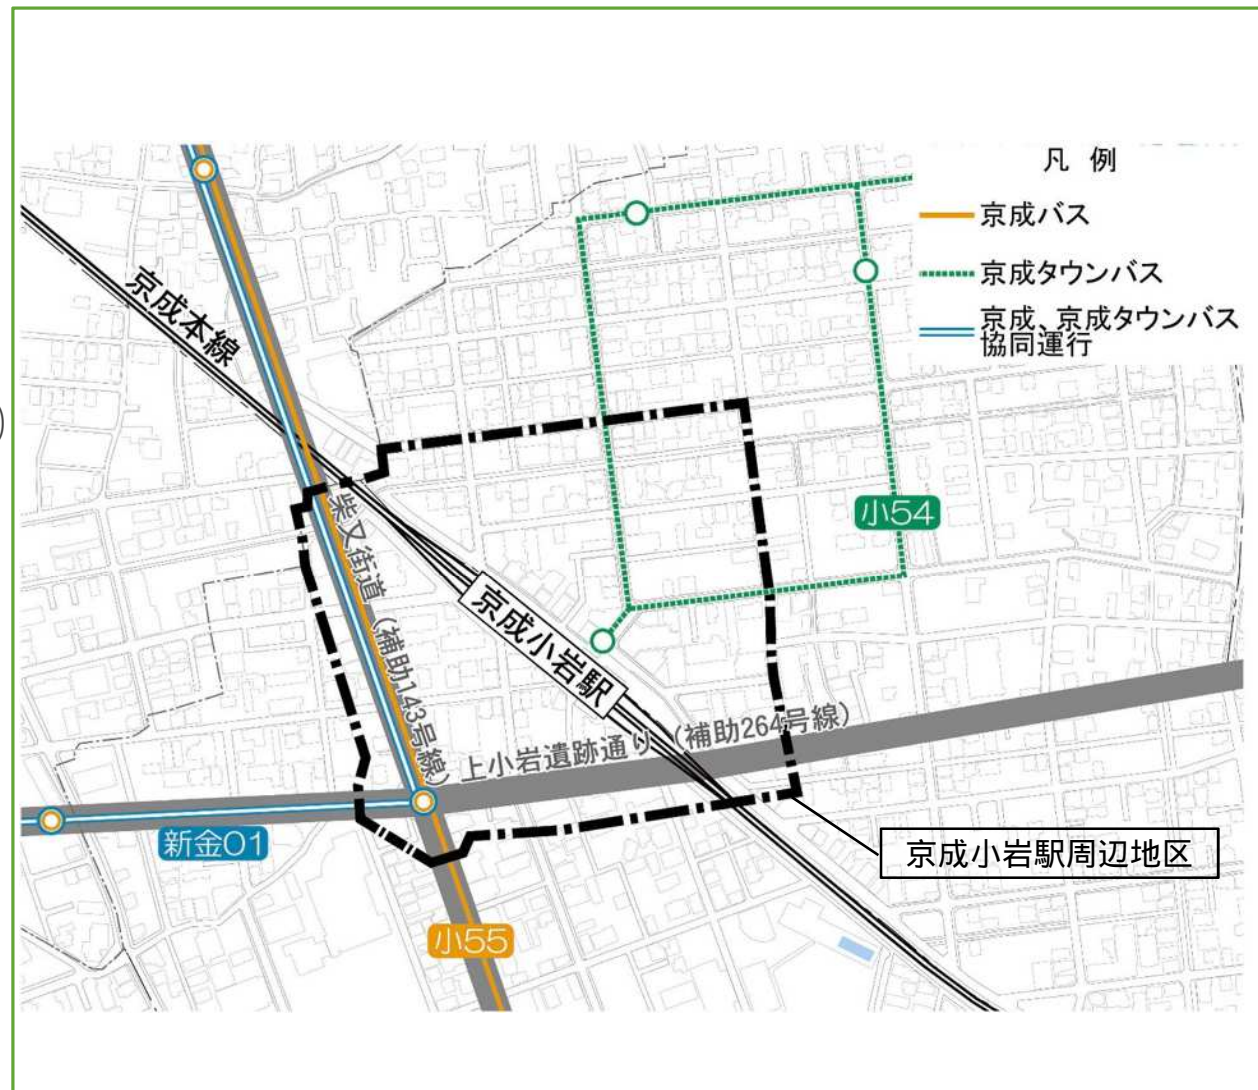 凡 例
京成バス
京成タウンバス
京成、京成タウンバス
協同運行
京成本線
柴又街道（補助143号線）
小54
京成小岩駅
上小岩遺跡通り（補助264号線）
新金01
京成小岩駅周辺地区
小55